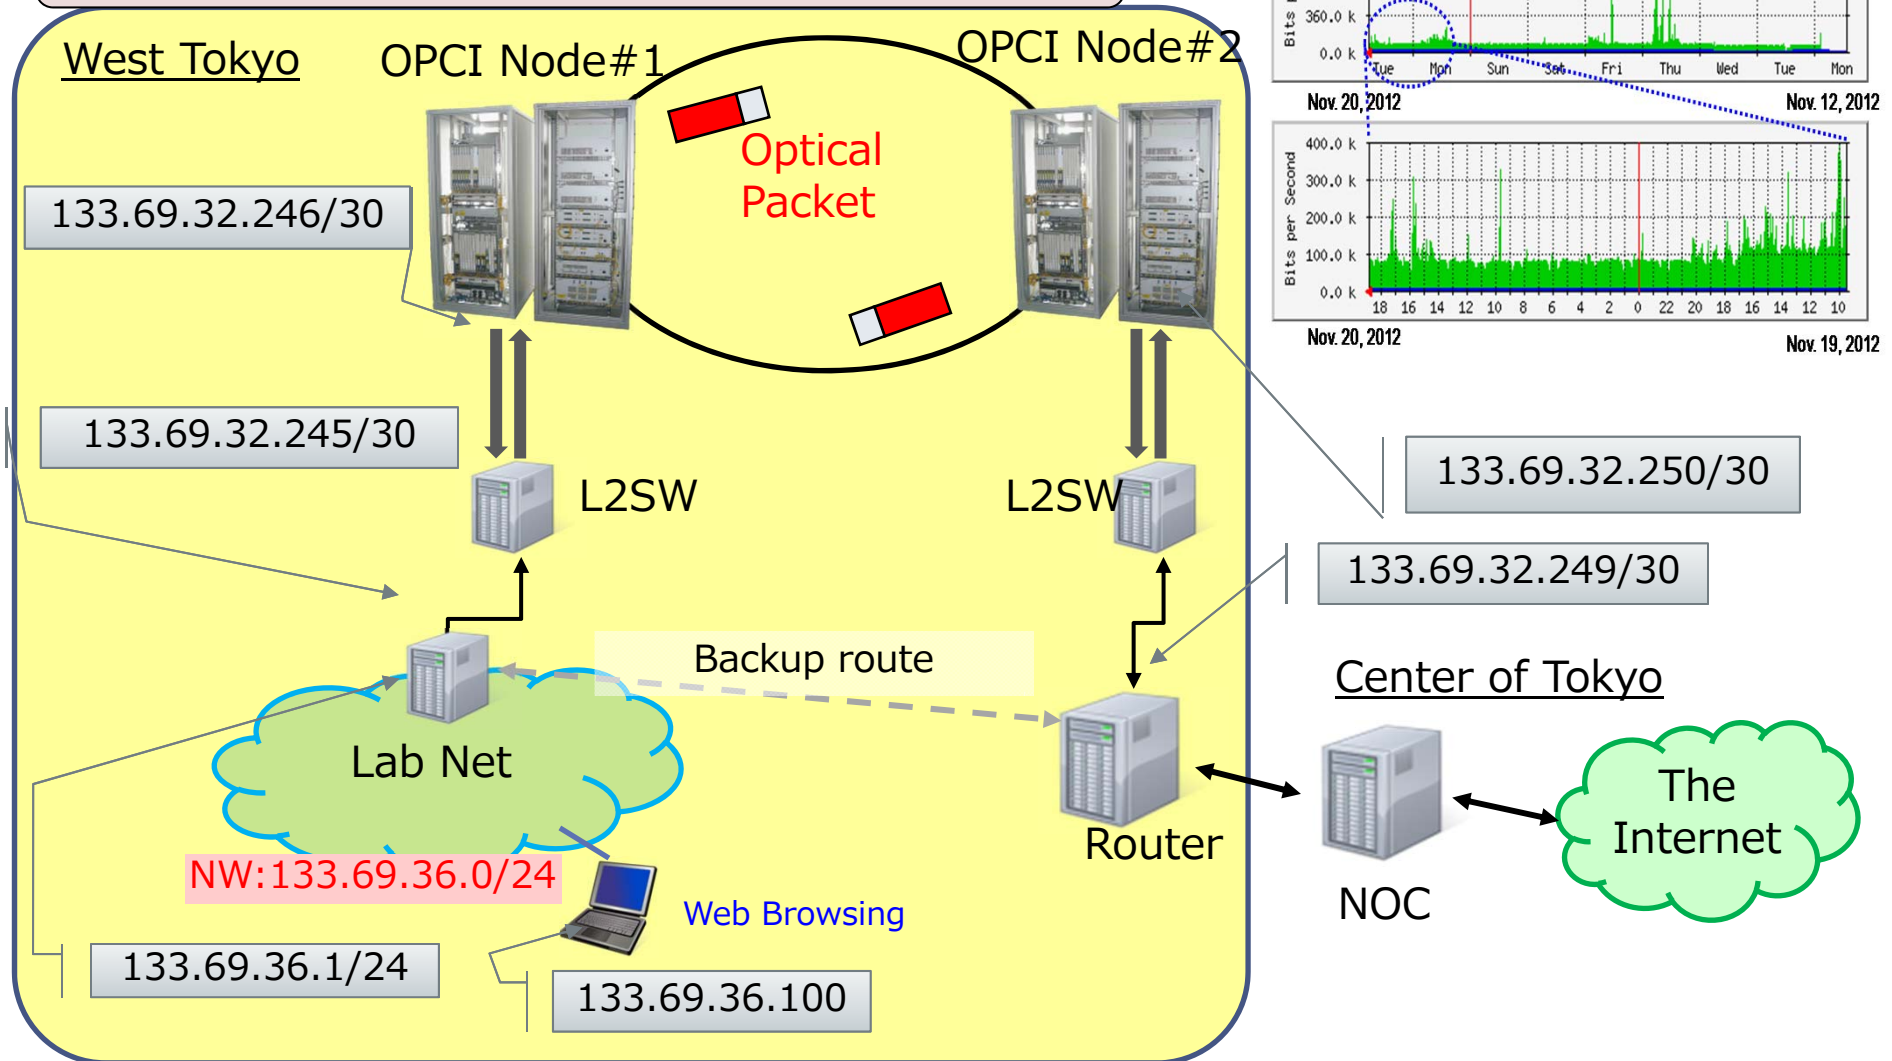 West Tokyo
OPCI Node#1
OPCI Node#2
Optical
Packet
133.69.32.246/30
133.69.32.245/30
L2SW
L2SW
133.69.32.250/30
133.69.32.249/30
Backup route
Lab Net
NW:133.69.36.0/24
Web Browsing
133.69.36.1/24
133.69.36.100
Router
Center of Tokyo
NOC
The
Internet
Bits
360.0 k
0.0 k
Tue Mon Sun Sat Fri Thu Wed Tue Mon
Nov. 20, 2012
Nov. 12, 2012
Bits per Second
400.0 k
300.0 k
200.0 k
100.0 k
0.0 k
18 16 14 12 10 8 6 4 2 0 22 20 18 16 14 12 10
Nov. 20, 2012
Nov. 19, 2012